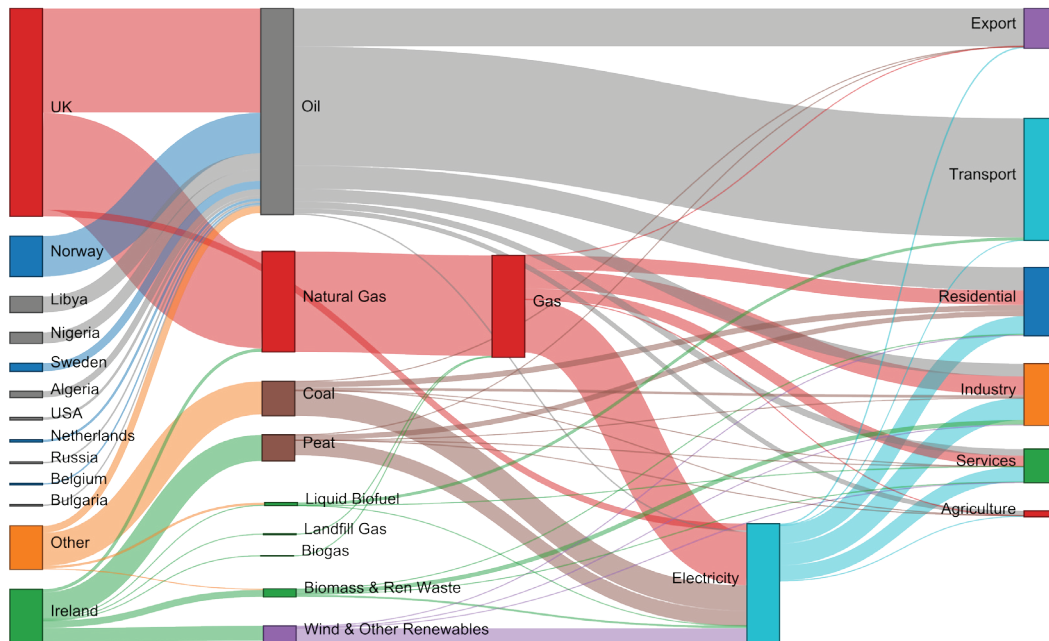 UK
Norway
Libya
Nigeria
Sweden
Algeria
USA
Netherlands
Russia
Belgium
Bulgaria
Other
Ireland
Oil
Natural Gas
Coal
Peat
Liquid Biofuel
Landfill Gas
Biogas
Biomass & Ren Waste
Wind & Other Renewables
Gas
Electricity
Export
Transport
Residential
Industry
Services
Agriculture